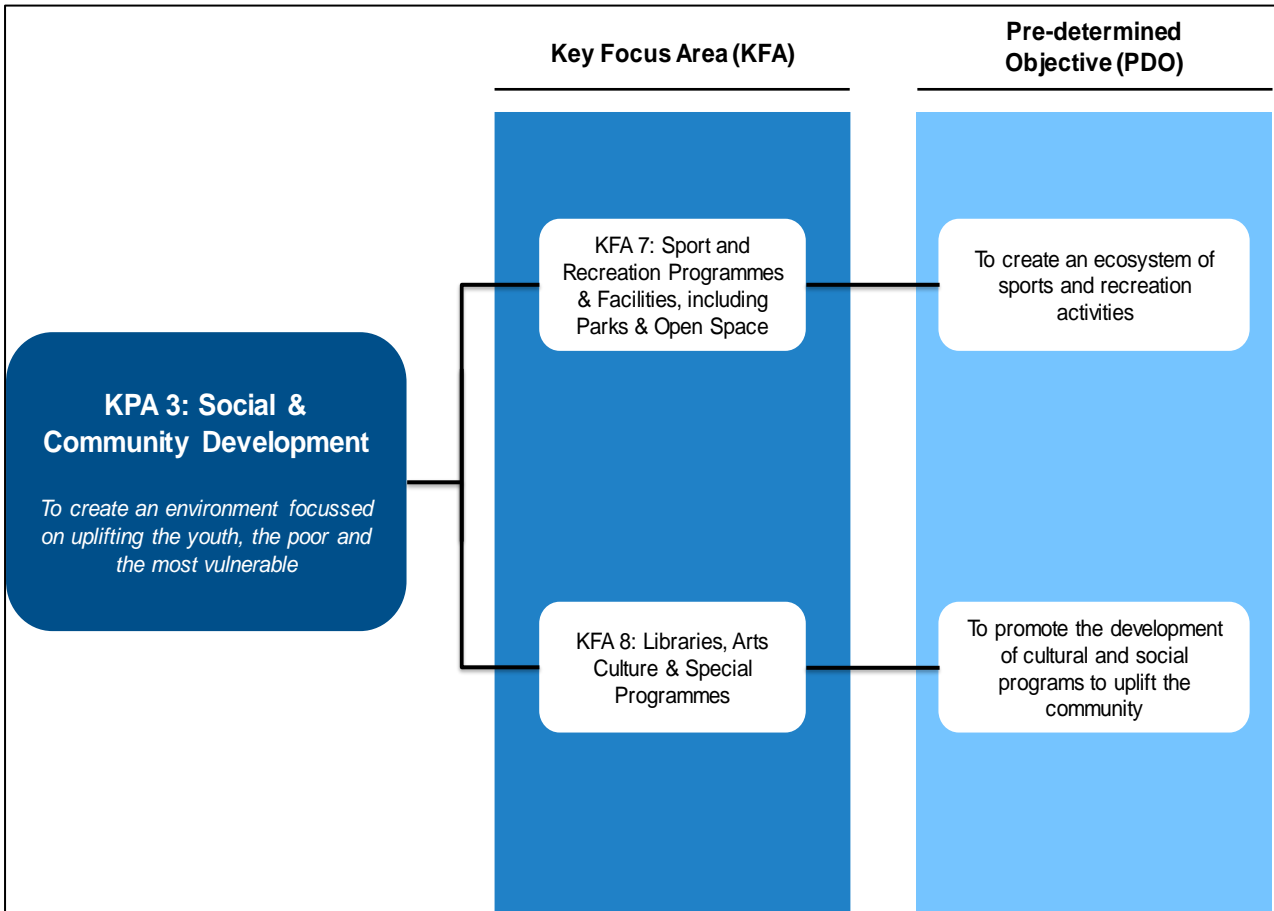 Key Focus Area (KFA)
Pre-determined
Objective (PDO)
KPA 3: Social &
Community Development
To create an environment focussed
on uplifting the youth, the poor and
the most vulnerable
KFA 7: Sport and
Recreation Programmes
& Facilities, including
Parks & Open Space
To create an ecosystem of
sports and recreation
activities
KFA 8: Libraries, Arts
Culture & Special
Programmes
To promote the development
of cultural and social
programs to uplift the
community